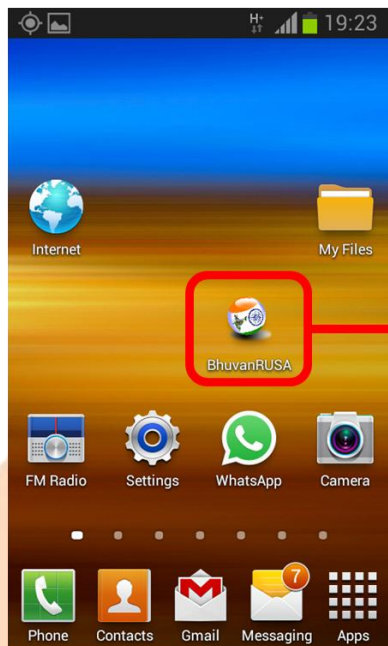 H+ 19:23
Internet My Files
BhuvanRUSA
FM Radio Settings WhatsApp Camera
7
Phone Contacts Gmail Messaging Apps